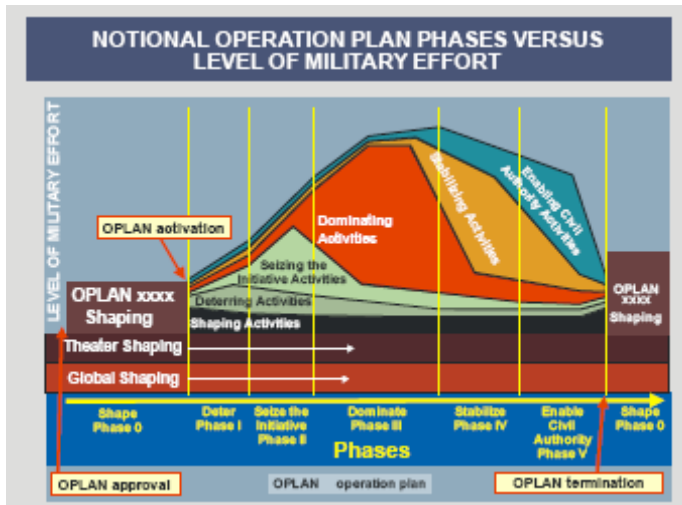 NOTIONAL OPERATION PLAN PHASES VERSUS
LEVEL OF MILITARY EFFORT
LEVEL OF MILITARY EFFORT
OPLAN activation
OPLAN xxxx
Shaping
Dominating
Activities
Stabilizing Activities
Enabling Civil
Authority
Activities
Seizing the
Initiative Activities
Deterring Activities
Shaping Activities
OPLAN
xxxx
Shaping
Theater Shaping
Global Shaping
Shape
Phase 0
Deter
Phase I
Seize the
Initiative
Phase II
Dominate
Phase III
Stabilize
Phase IV
Enable
Civil
Authority
Phase V
Shape
Phase 0
Phases
OPLAN approval
OPLAN operation plan
OPLAN termination